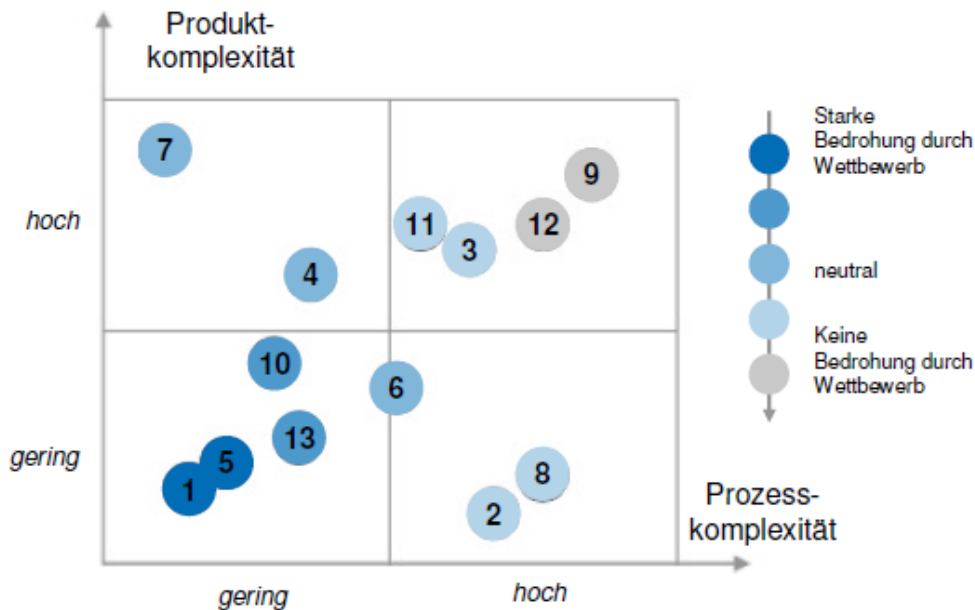 Produkt-
komplexität
hoch
gering
7
4
11
3
12
9
10
13
5
1
6
8
2
Prozess-
komplexität
gering
hoch
Starke
Bedrohung durch
Wettbewerb
neutral
Keine
Bedrohung durch
Wettbewerb